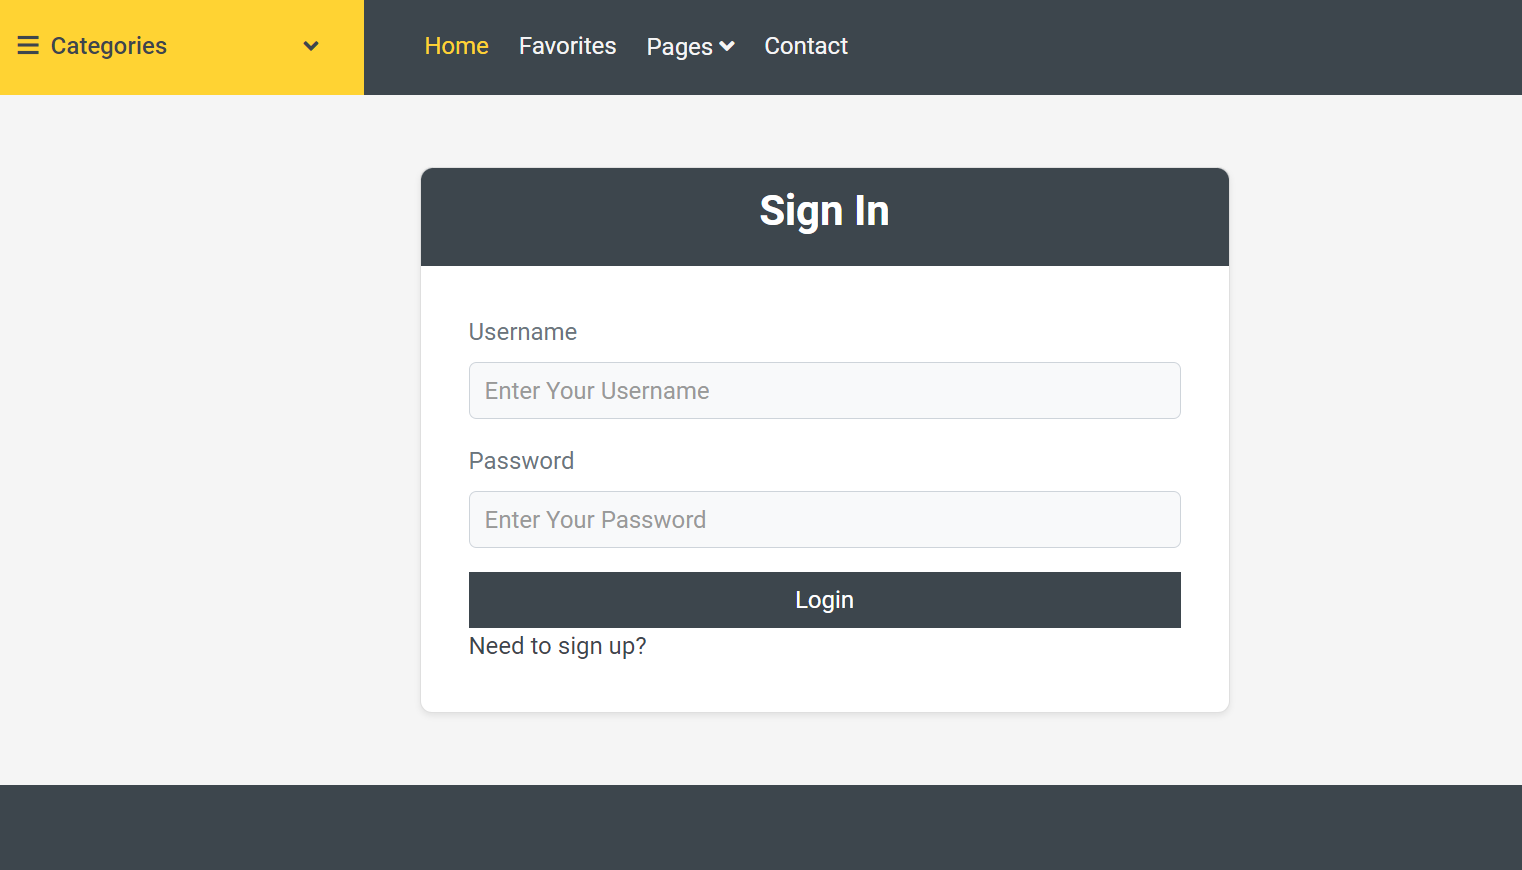 Categories
Home Favorites Pages Contact
Sign In
Username
Enter Your Username
Password
Enter Your Password
Login
Need to sign up?